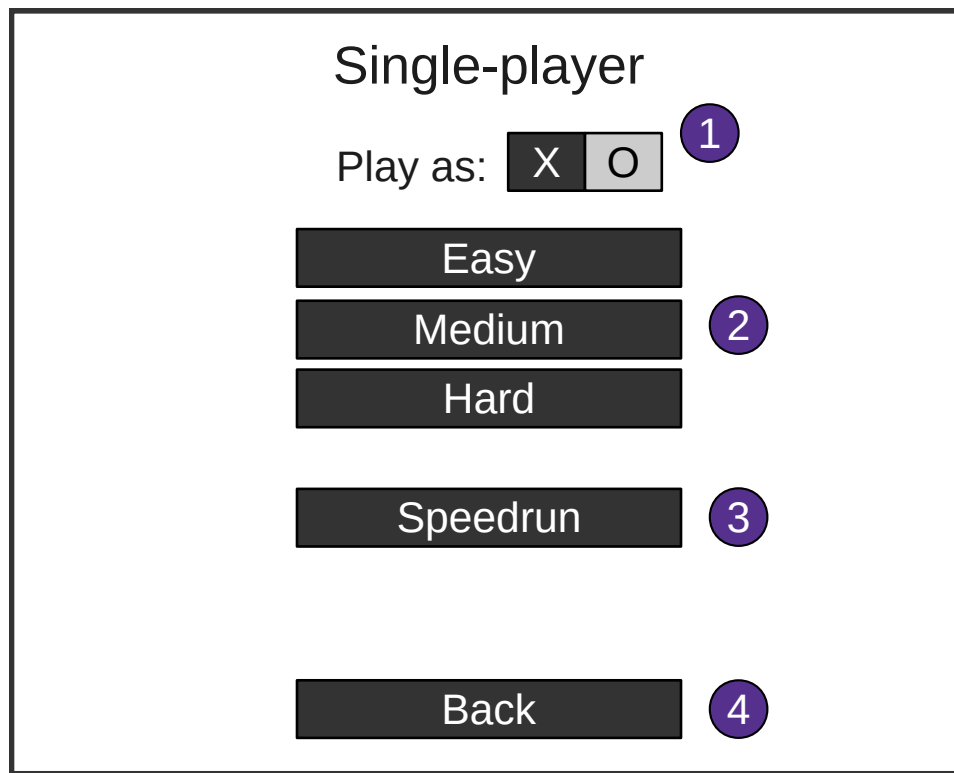 Single-player
Play as: X O 1
Easy
Medium 2
Hard
Speedrun 3
Back 4